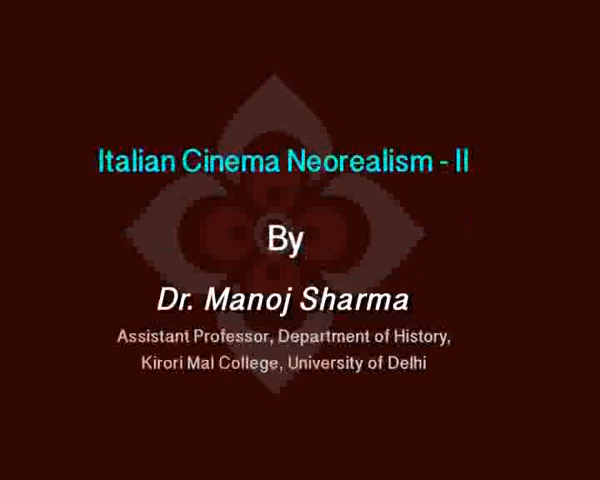 Italian Cinema Neorealism - II
By
Dr. Manoj Sharma
Assistant Professor, Department of History,
Kirori Mal College, University of Delhi